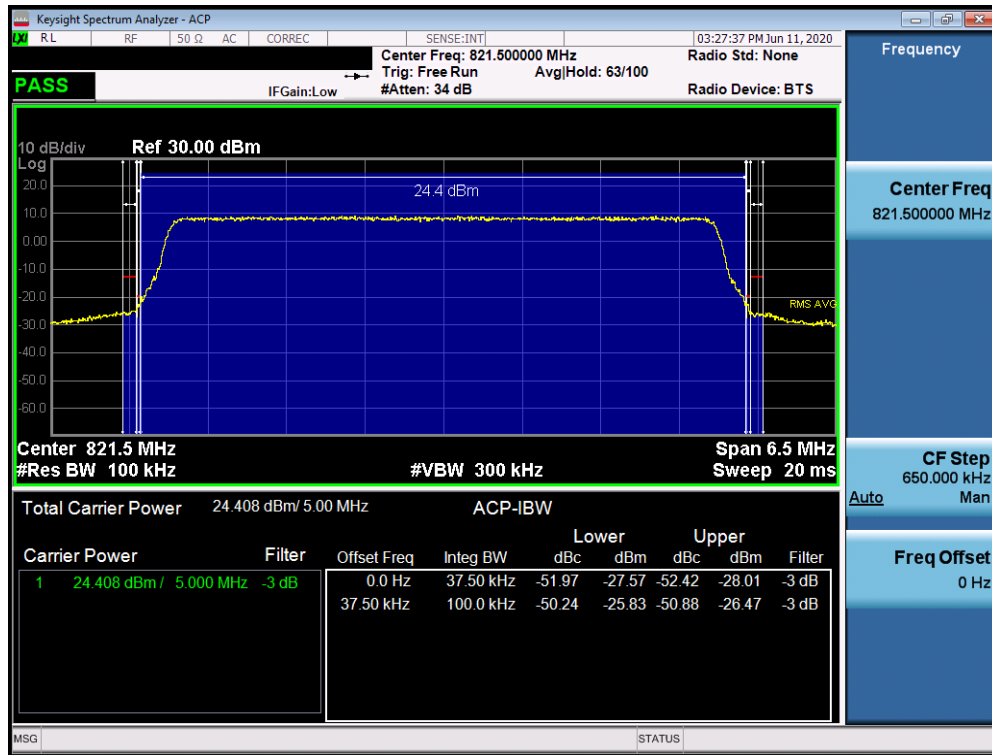 Keysight Spectrum Analyzer - ACP
LXI RL RF 50 Ω AC CORREC SENSE:INT 03:27:37 PM Jun 11, 2020
Center Freq: 821.500000 MHz Radio Std: None
Trig: Free Run Avg|Hold: 63/100
PASS IFGain:Low #Atten: 34 dB Radio Device: BTS
10 dB/div Ref 30.00 dBm
Log
20.0
24.4 dBm
10.0
0.00
-10.0
-20.0
RMS AVG
-30.0
-40.0
-50.0
-60.0
Center 821.5 MHz Span 6.5 MHz
#Res BW 100 kHz #VBW 300 kHz Sweep 20 ms
Total Carrier Power 24.408 dBm/ 5.00 MHz ACP-IBW
Lower Upper
Carrier Power Filter Offset Freq Integ BW dBc dBm dBc dBm Filter
1 24.408 dBm / 5.000 MHz -3 dB 0.0 Hz 37.50 kHz -51.97 -27.57 -52.42 -28.01 -3 dB
37.50 kHz 100.0 kHz -50.24 -25.83 -50.88 -26.47 -3 dB
MSG STATUS
Frequency
Center Freq
821.500000 MHz
CF Step
650.000 kHz
Auto Man
Freq Offset
0 Hz